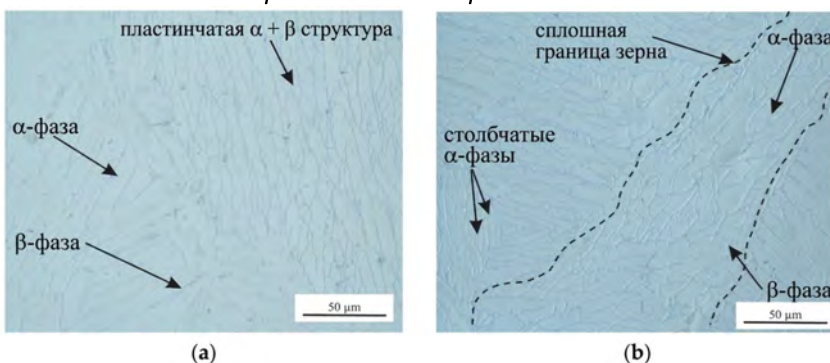 пластинчатая α + β структура
α-фаза
β-фаза
50 µm
(a)
сплошная
граница зерна
α-фаза
столбчатые
α-фазы
β-фаза
50 µm
(b)